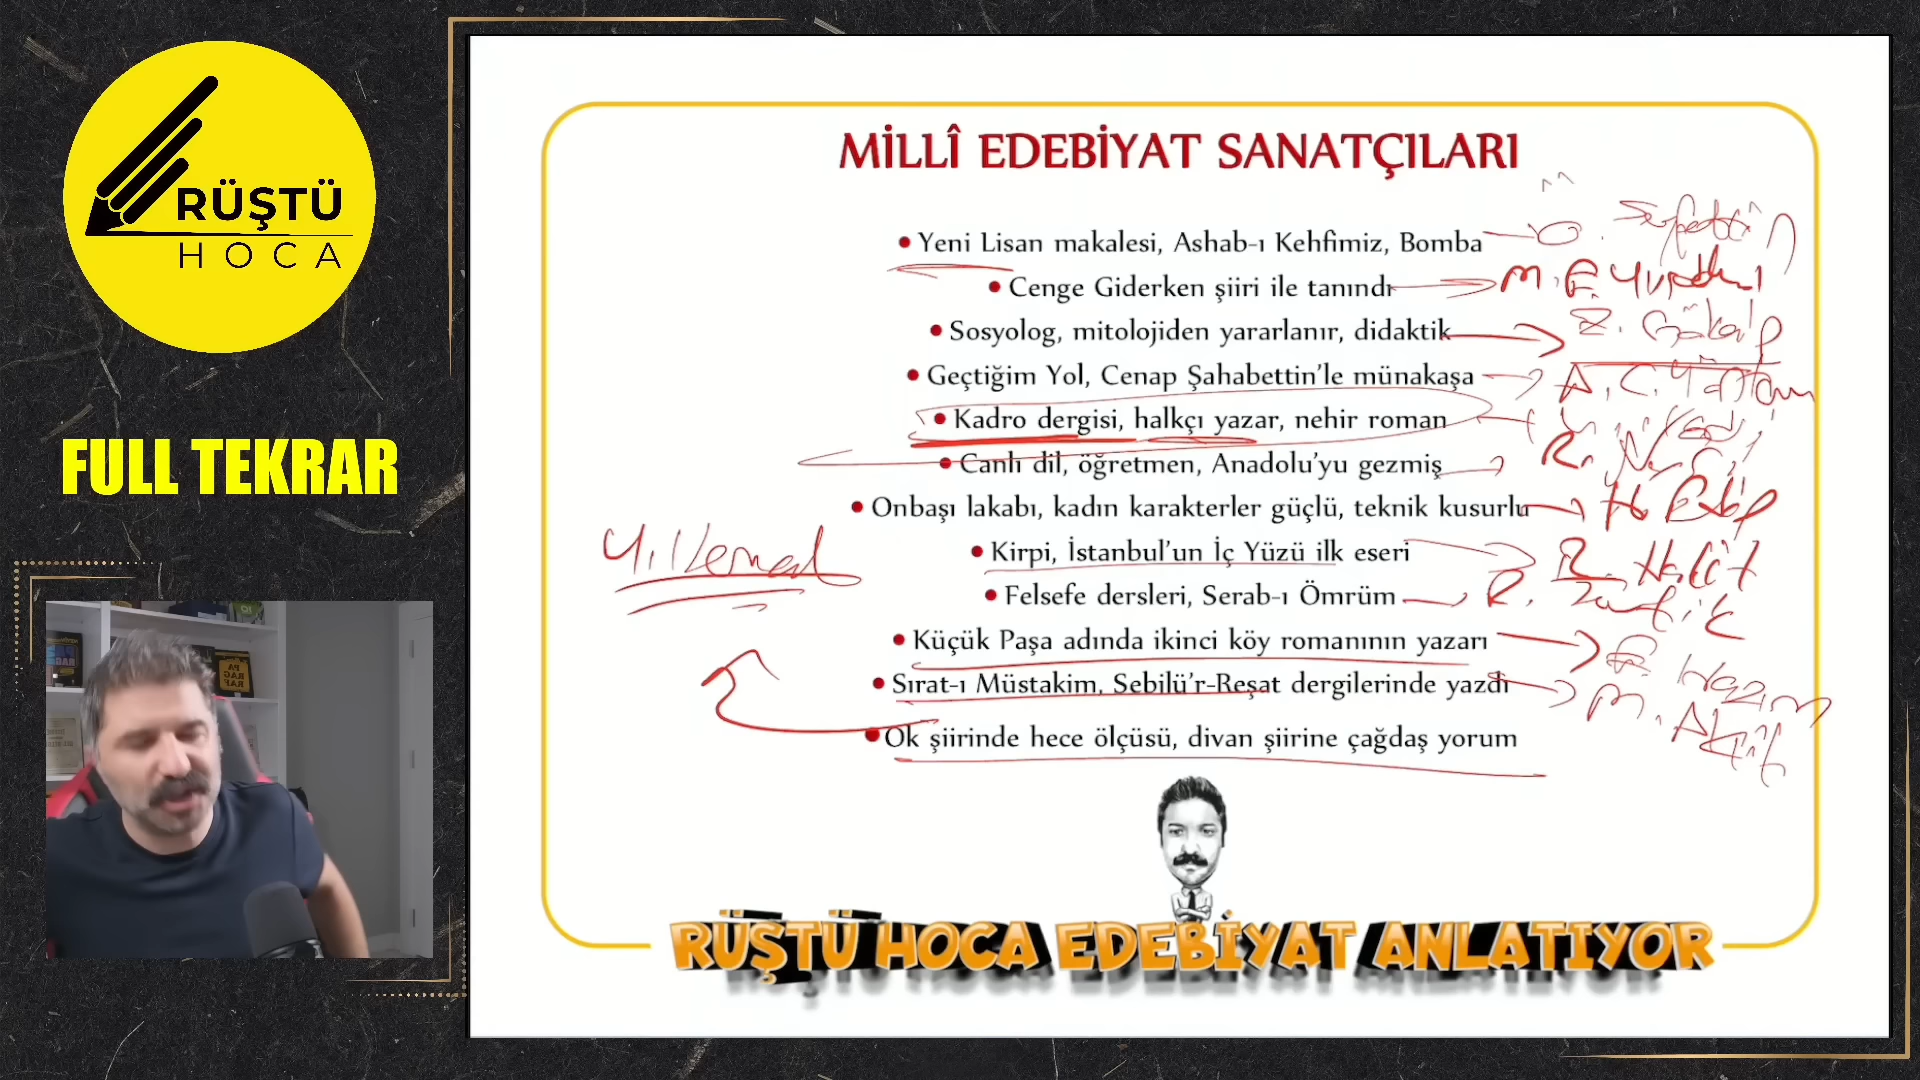 RÜŞTÜ
HOCA
FULL TEKRAR
MİLLÎ EDEBİYAT SANATÇILARI
• Yeni Lisan makalesi, Ashab-ı Kehfimiz, Bomba
Ö. Seyfettin
• Cenge Giderken şiiri ile tanındı
M. E. Yurdakul
• Sosyolog, mitolojiden yararlanır, didaktik
Z. Gökalp
• Geçtiğim Yol, Cenap Şahabettin'le münakaşa
A. C. Yöntem
• Kadro dergisi, halkçı yazar, nehir roman
• Canlı dil, öğretmen, Anadolu'yu gezmiş
R. N.
• Onbaşı lakabı, kadın karakterler güçlü, teknik kusurlu
H. Edip
• Kirpi, İstanbul'un İç Yüzü ilk eseri
R. Halit
• Felsefe dersleri, Serab-ı Ömrüm
R. Tevfik
• Küçük Paşa adında ikinci köy romanının yazarı
E. Nazım
• Sırat-ı Müstakim, Sebilü'r-Reşat dergilerinde yazdı
M. Akif
• Ok şiirinde hece ölçüsü, divan şiirine çağdaş yorum
Y. Kemal
RÜŞTÜ HOCA EDEBİYAT ANLATIYOR